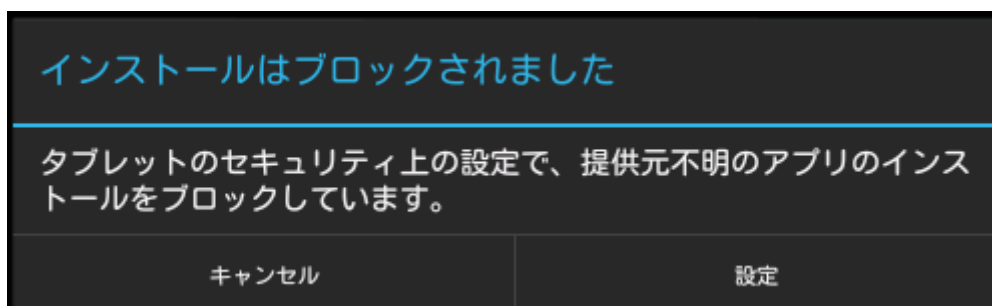 インストールはブロックされました
タブレットのセキュリティ上の設定で、提供元不明のアプリのインス
トールをブロックしています。
キャンセル
設定